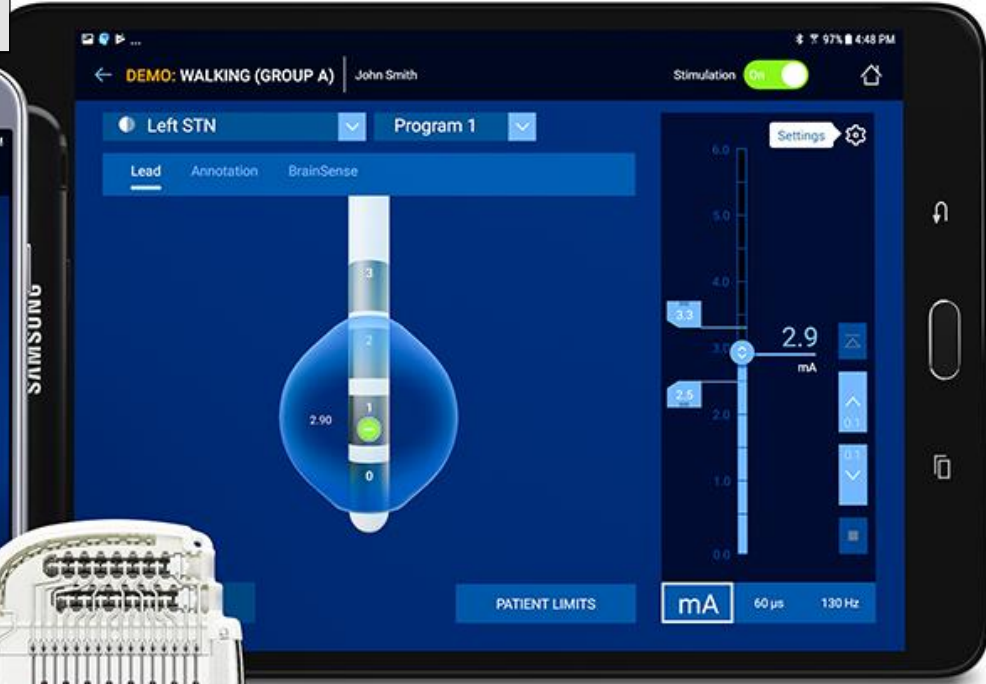 ... 97% 4:48 PM
DEMO: WALKING (GROUP A) John Smith Stimulation On
Left STN Program 1
Settings
Lead Annotation BrainSense
6.0
5.0
4.0
3.3
3.0
2.9
mA
2.5
2.0
1.0
0.0
0.1
0.1
3
2
1
2.90
0
PATIENT LIMITS
mA 60 µs 130 Hz
SAMSUNG